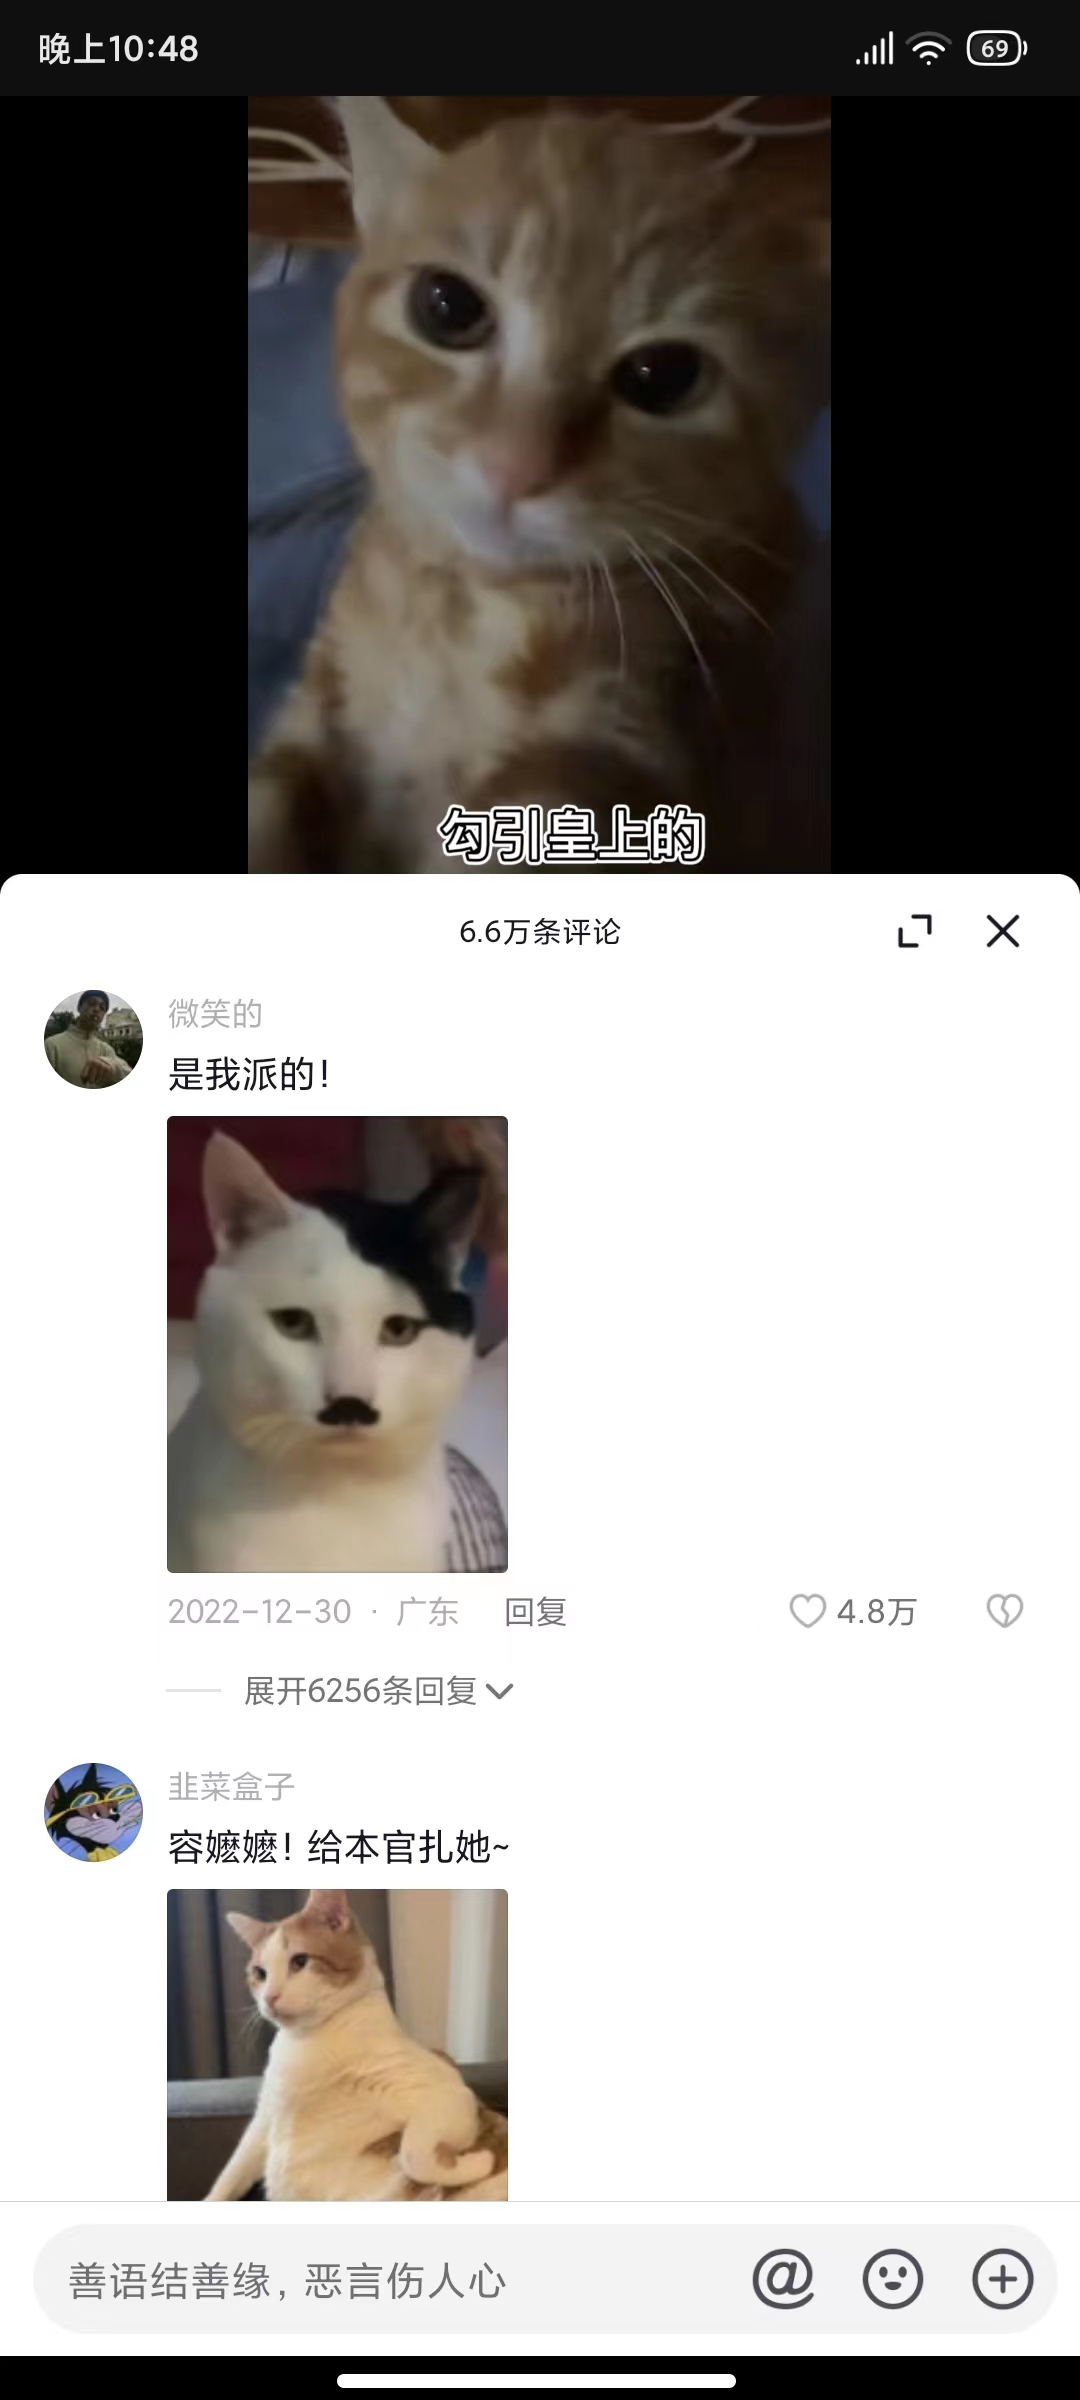 晚上10:48
69
勾引皇上的
6.6万条评论
微笑的
是我派的！
2022-12-30 · 广东 回复 4.8万
展开6256条回复
韭菜盒子
容嬷嬷！给本官扎她~
善语结善缘，恶言伤人心